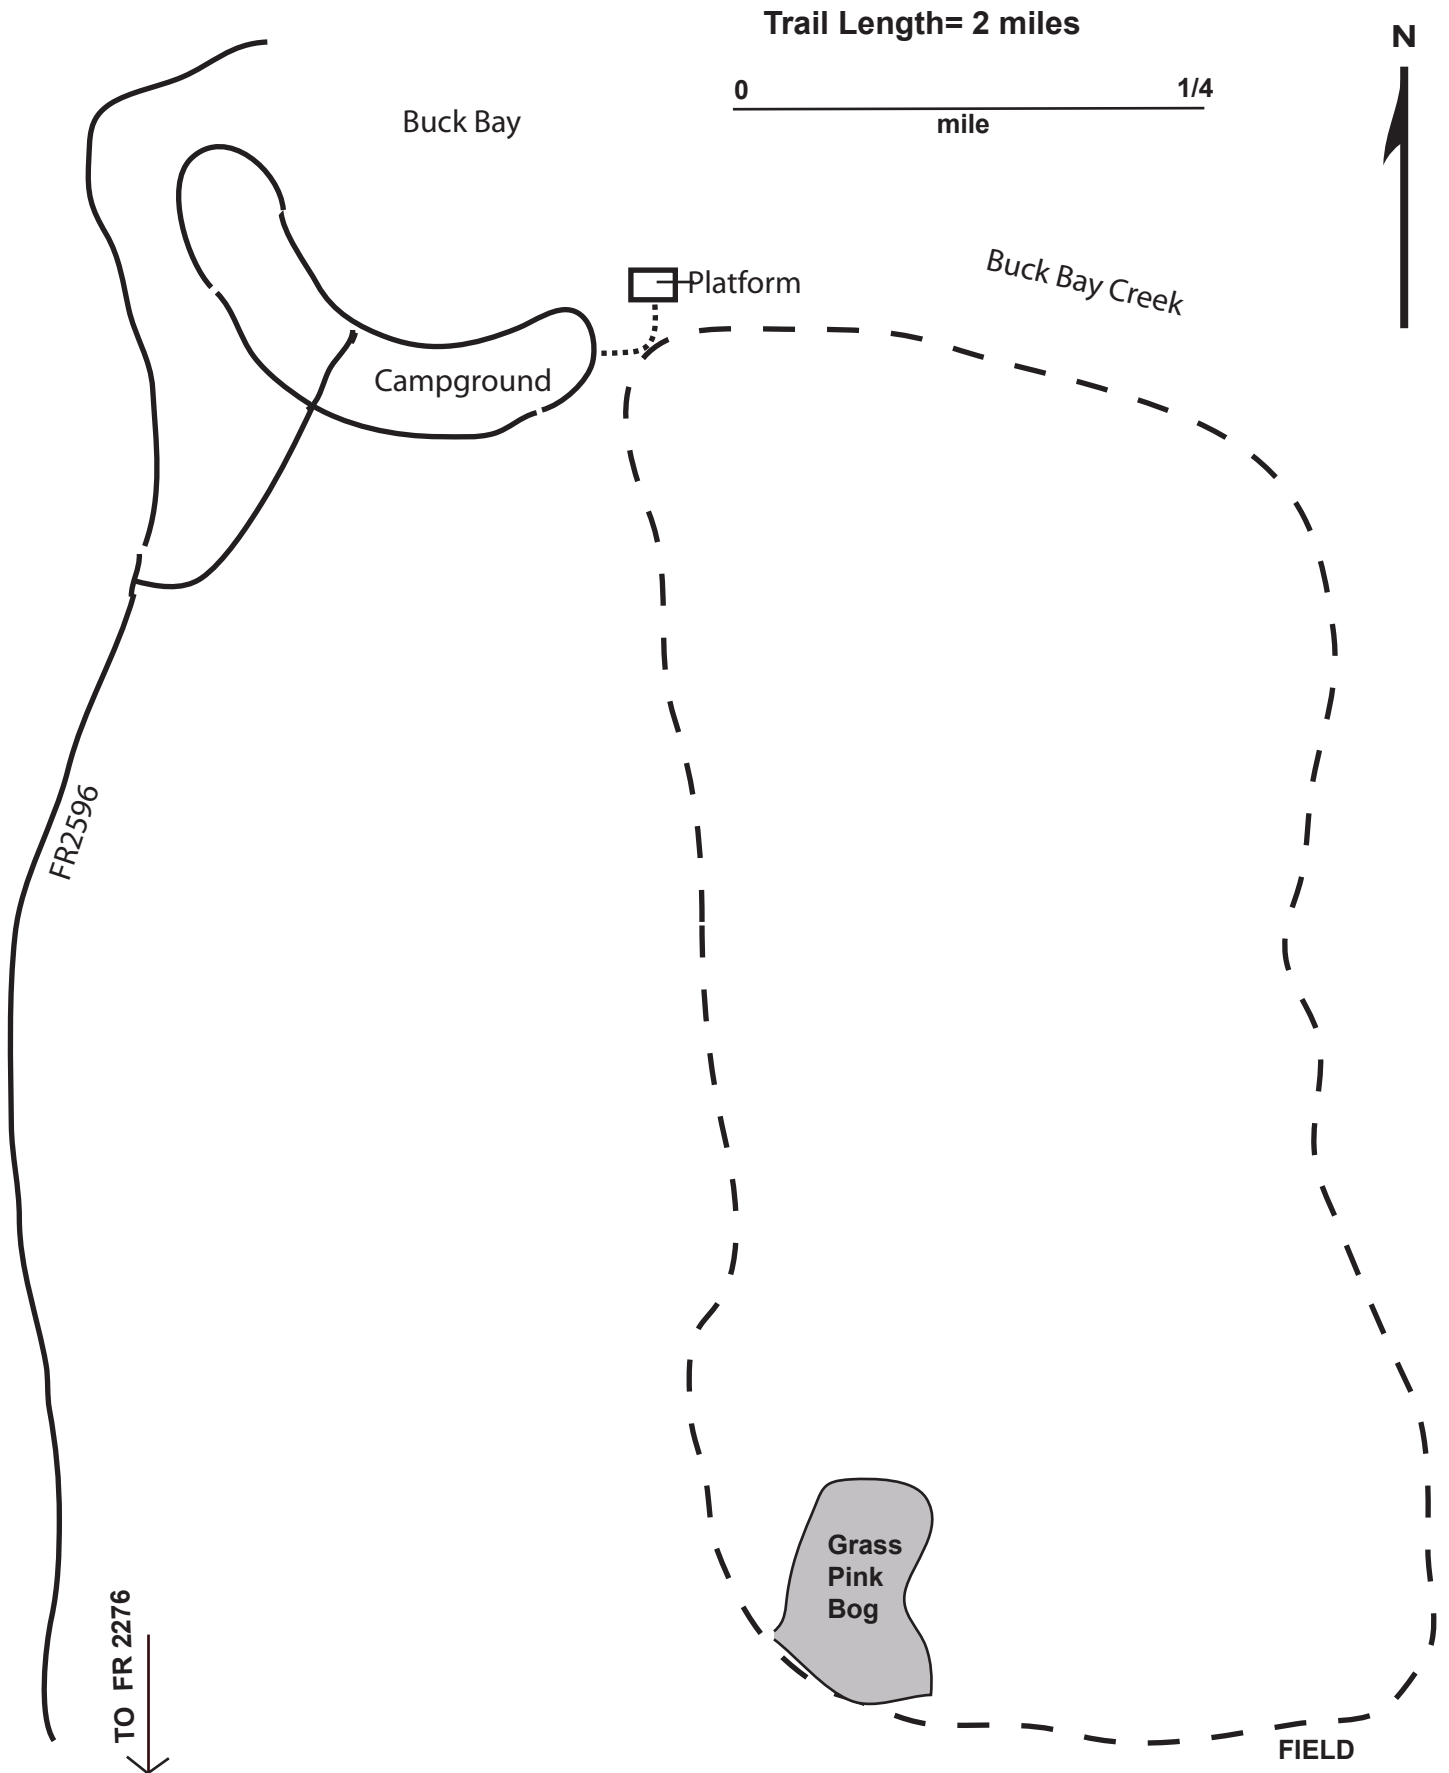 Trail Length= 2 miles
N
0 1/4
mile
Buck Bay
Buck Bay Creek
Platform
Campground
FR2596
Grass
Pink
Bog
TO FR 2276
FIELD